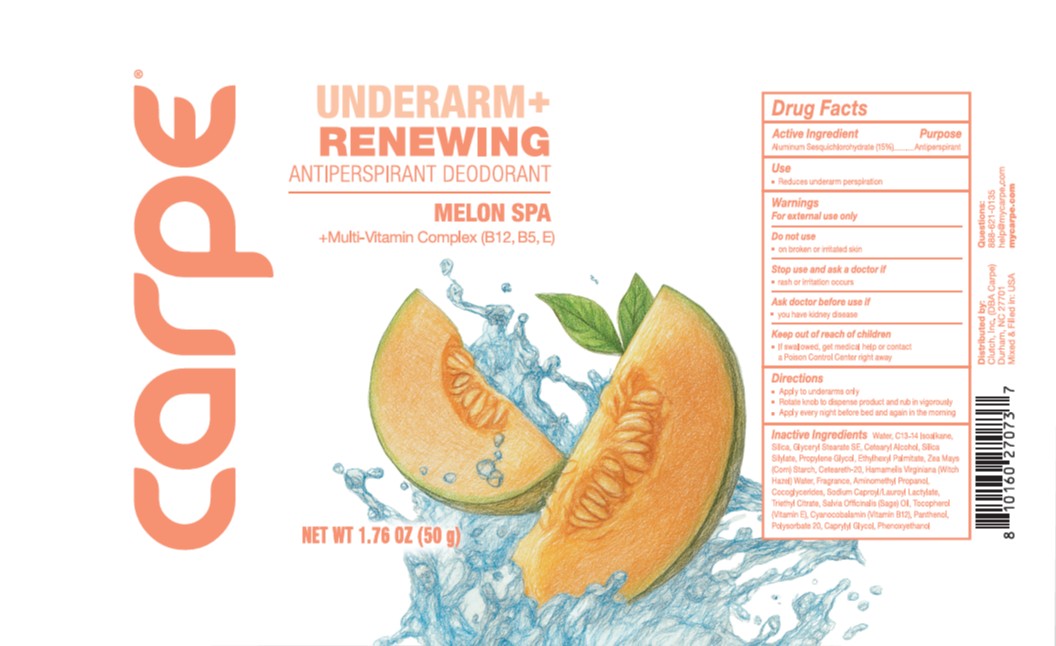 carpe®
UNDERARM+
RENEWING
ANTIPERSPIRANT DEODORANT
MELON SPA
+Multi-Vitamin Complex (B12, B5, E)
NET WT 1.76 OZ (50 g)
Drug Facts
Active Ingredient Purpose
Aluminum Sesquichlorohydrate (15%)......Antiperspirant
Use
• Reduces underarm perspiration
Warnings
For external use only
Do not use
• on broken or irritated skin
Stop use and ask a doctor if
• rash or irritation occurs
Ask doctor before use if
• you have kidney disease
Keep out of reach of children
• If swallowed, get medical help or contact
a Poison Control Center right away
Directions
• Apply to underarms only
• Rotate knob to dispense product and rub in vigorously
• Apply every night before bed and again in the morning
Inactive Ingredients Water, C13-14 Isoalkane,
Silica, Glyceryl Stearate SE, Cetearyl Alcohol, Silica
Silylate, Propylene Glycol, Ethylhexyl Palmitate, Zea Mays
(Corn) Starch, Ceteareth-20, Hamamelis Virginiana (Witch
Hazel) Water, Fragrance, Aminomethyl Propanol,
Cocoglycerides, Sodium Caproyl/Lauroyl Lactylate,
Triethyl Citrate, Salvia Officinalis (Sage) Oil, Tocopherol
(Vitamin E), Cyanocobalamin (Vitamin B12), Panthenol,
Polysorbate 20, Caprylyl Glycol, Phenoxyethanol
Distributed by:
Clutch, Inc, (DBA Carpe)
Durham, NC 27701
Mixed & Filled in: USA
Questions:
888-621-0135
help@mycarpe.com
mycarpe.com
8 10160 27073 7